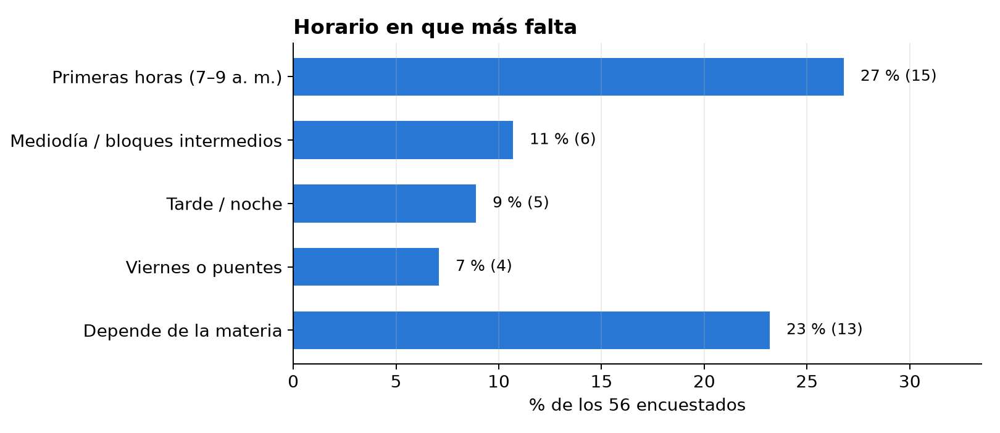 Horario en que más falta
Primeras horas (7–9 a. m.)
27 % (15)
Mediodía / bloques intermedios
11 % (6)
Tarde / noche
9 % (5)
Viernes o puentes
7 % (4)
Depende de la materia
23 % (13)
0 5 10 15 20 25 30
% de los 56 encuestados